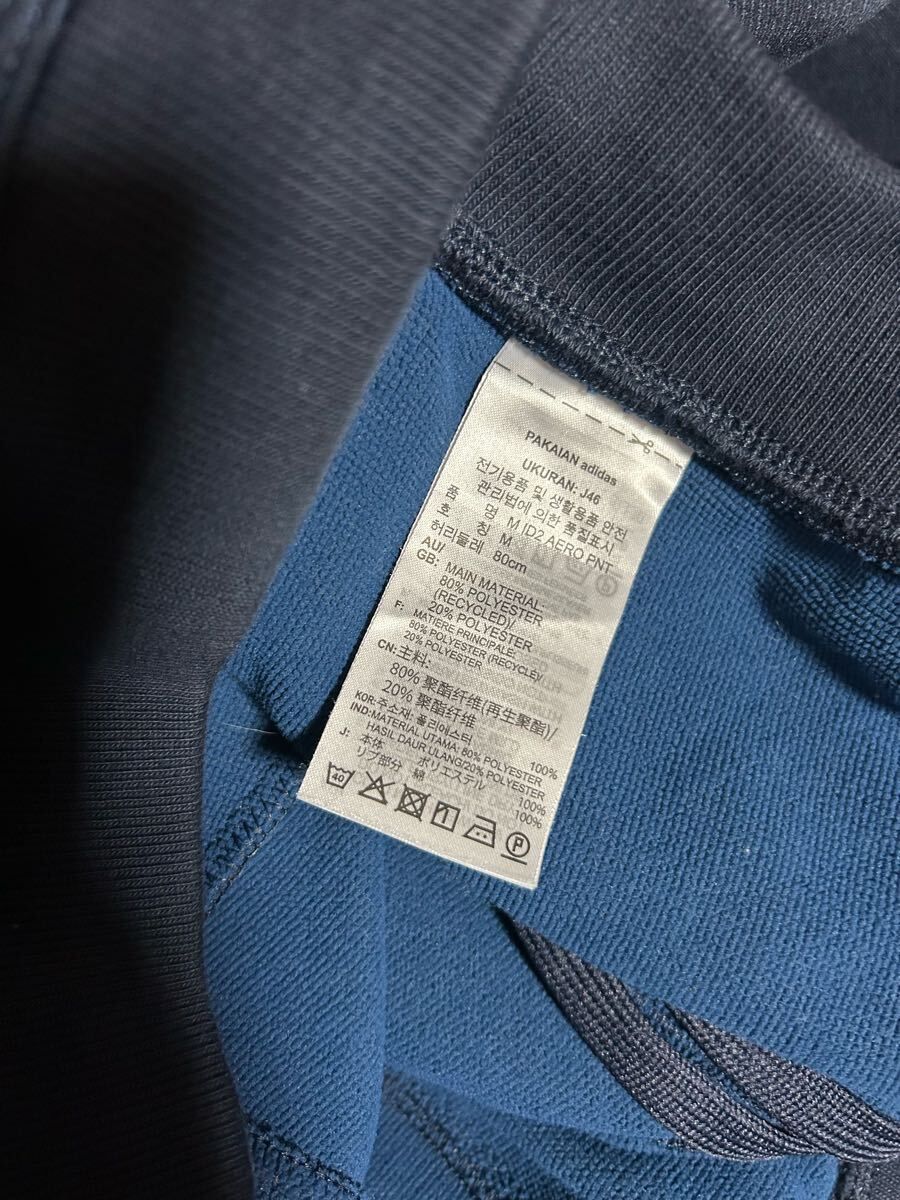 PAKAIAN adidas
UKURAN: J46
전기용품 및 생활용품 안전
관리법에 의한 품질표시
품 명 M ID2 AERO PNT
호 칭 M
허리둘레 80cm
AU/
GB: MAIN MATERIAL:
80% POLYESTER
(RECYCLED)/
20% POLYESTER
F: MATIERE PRINCIPALE:
80% POLYESTER (RECYCLE)/
20% POLYESTER
CN: 主料:
80% 聚酯纤维(再生聚酯)/
20% 聚酯纤维
KOR: 주소재: 폴리에스터 100%
IND: MATERIAL UTAMA: 80% POLYESTER
HASIL DAUR ULANG/20% POLYESTER
J: 本体 ポリエステル 100%
リブ部分 綿 100%
40 P